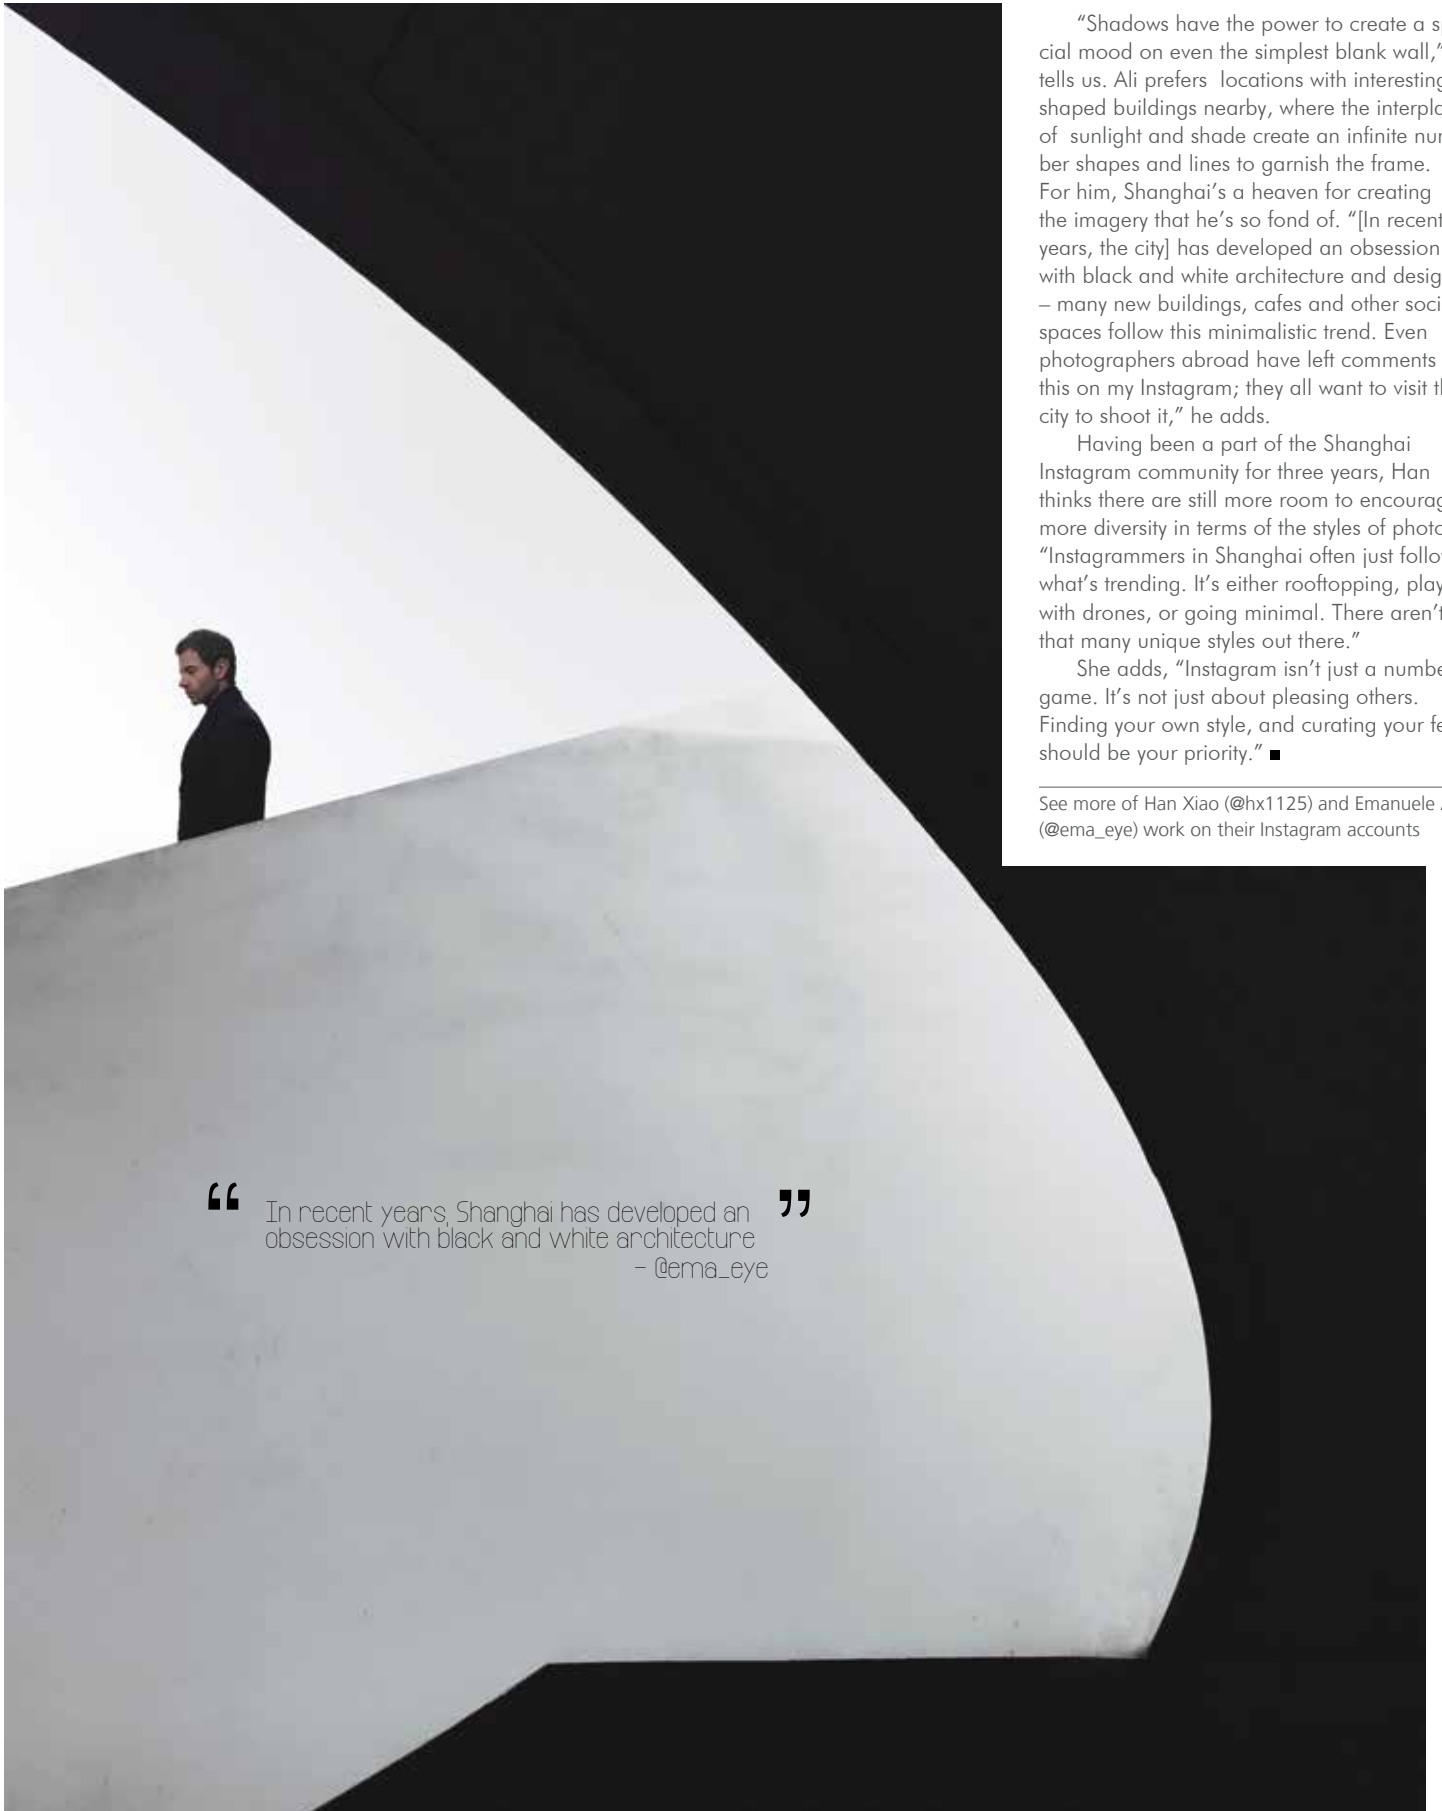 “Shadows have the power to create a
cial mood on even the simplest blank wall,”
tells us. Ali prefers  locations with interesting
shaped buildings nearby, where the
of  sunlight and shade create an infinite
ber shapes and lines to garnish the frame.
For him, Shanghai’s a heaven for creating
the imagery that he’s so fond of. “[In recent
years, the city] has developed an obsession
with black and white architecture and
– many new buildings, cafes and other
spaces follow this minimalistic trend. Even
photographers abroad have left comments
this on my Instagram; they all want to visit
city to shoot it,” he adds.
Having been a part of the Shanghai
Instagram community for three years, Han
thinks there are still more room to
more diversity in terms of the styles of
“Instagrammers in Shanghai often just
what’s trending. It’s either rooftopping, play
with drones, or going minimal. There aren’t
that many unique styles out there.”
She adds, “Instagram isn’t just a
game. It’s not just about pleasing others.
Finding your own style, and curating your
should be your priority.” ■
See more of Han Xiao (@hx1125) and Emanuele
(@ema_eye) work on their Instagram accounts
“ In recent years, Shanghai has developed an ”
obsession with black and white architecture
– @ema_eye